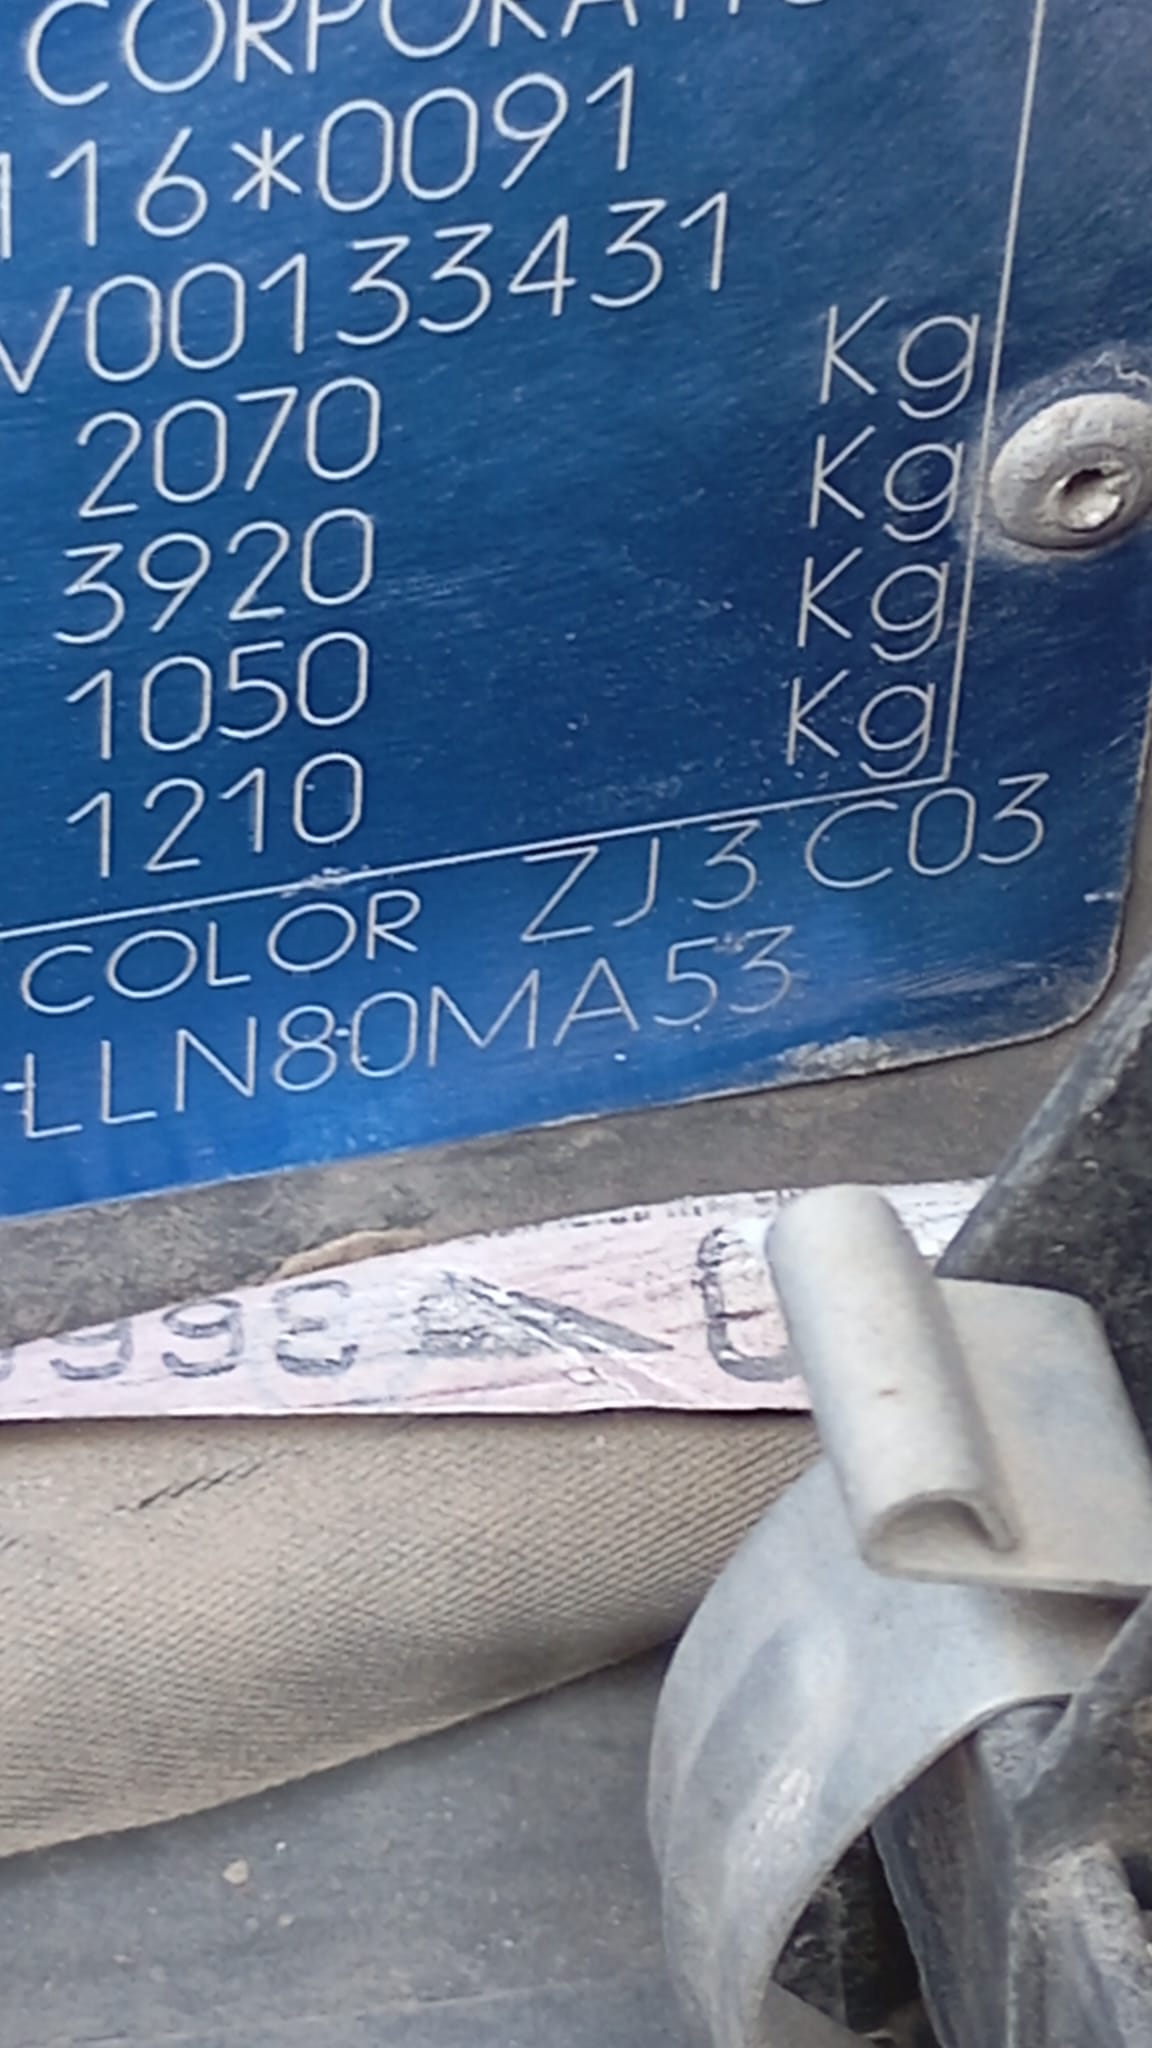 CORPORATIO
116*0091
V00133431
2070 Kg
3920 Kg
1050 Kg
1210 Kg
COLOR ZJ3 C03
LLN80MA53